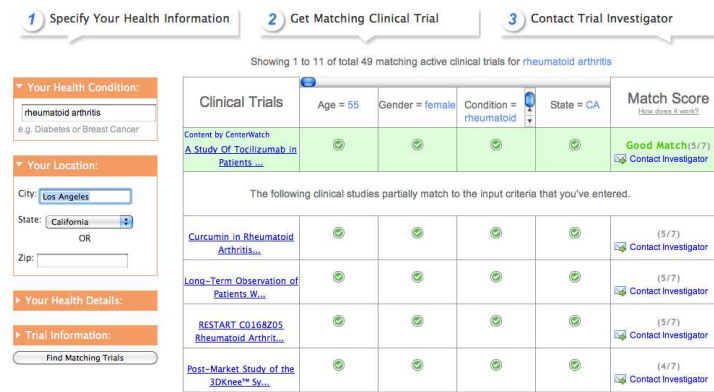 1 Specify Your Health Information
2 Get Matching Clinical Trial
3 Contact Trial Investigator
Showing 1 to 11 of total 49 matching active clinical trials for rheumatoid arthritis
Your Health Condition:
rheumatoid arthritis
e.g. Diabetes or Breast Cancer
Your Location:
City: Los Angeles
State: California
OR
Zip:
Your Health Details:
Trial Information:
Find Matching Trials
Clinical Trials
Age = 55
Gender = female
Condition =
rheumatoid
State = CA
Match Score
How does it work?
Content by CenterWatch
A Study Of Tocilizumab in
Patients ...
Good Match(5/7)
Contact Investigator
The following clinical studies partially match to the input criteria that you've entered.
Curcumin in Rheumatoid
Arthritis...
(5/7)
Contact Investigator
Long-Term Observation of
Patients W...
(5/7)
Contact Investigator
RESTART C0168Z05
Rheumatoid Arthrit...
(5/7)
Contact Investigator
Post-Market Study of the
3DKnee™ Sy...
(4/7)
Contact Investigator